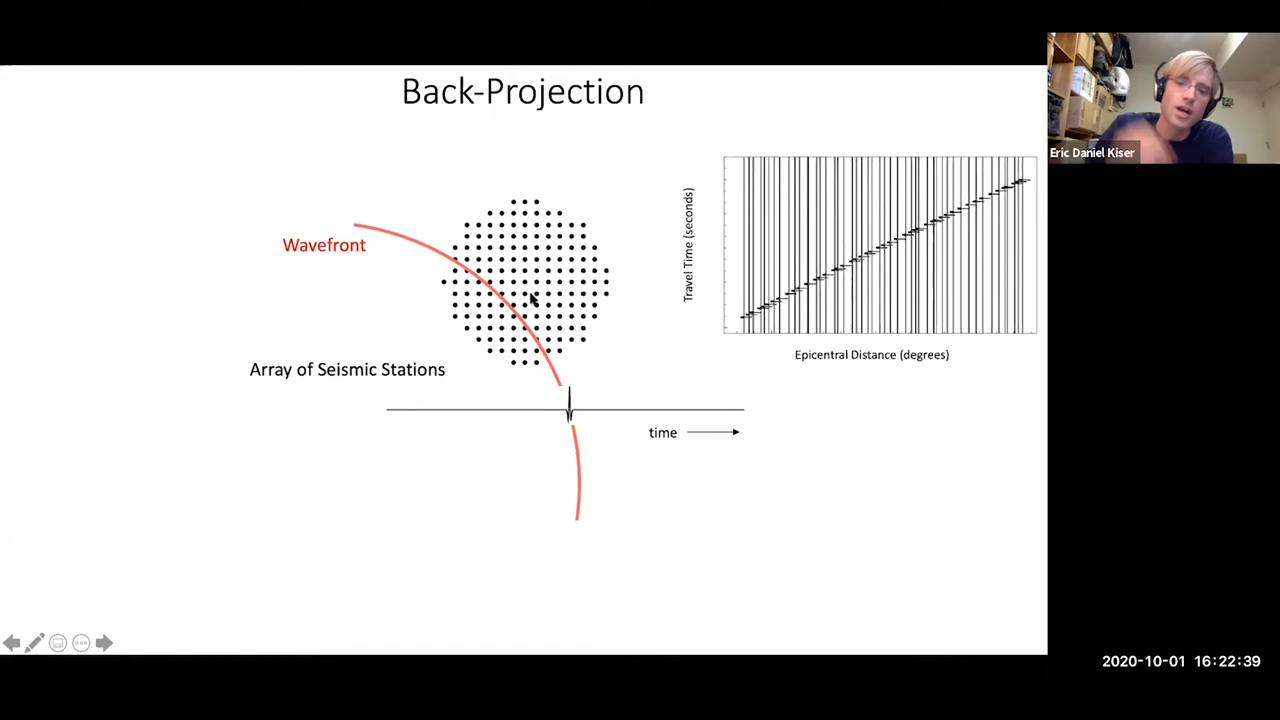 Back-Projection
Eric Daniel Kiser
Wavefront
Travel Time (seconds)
Epicentral Distance (degrees)
Array of Seismic Stations
time
2020-10-01 16:22:39